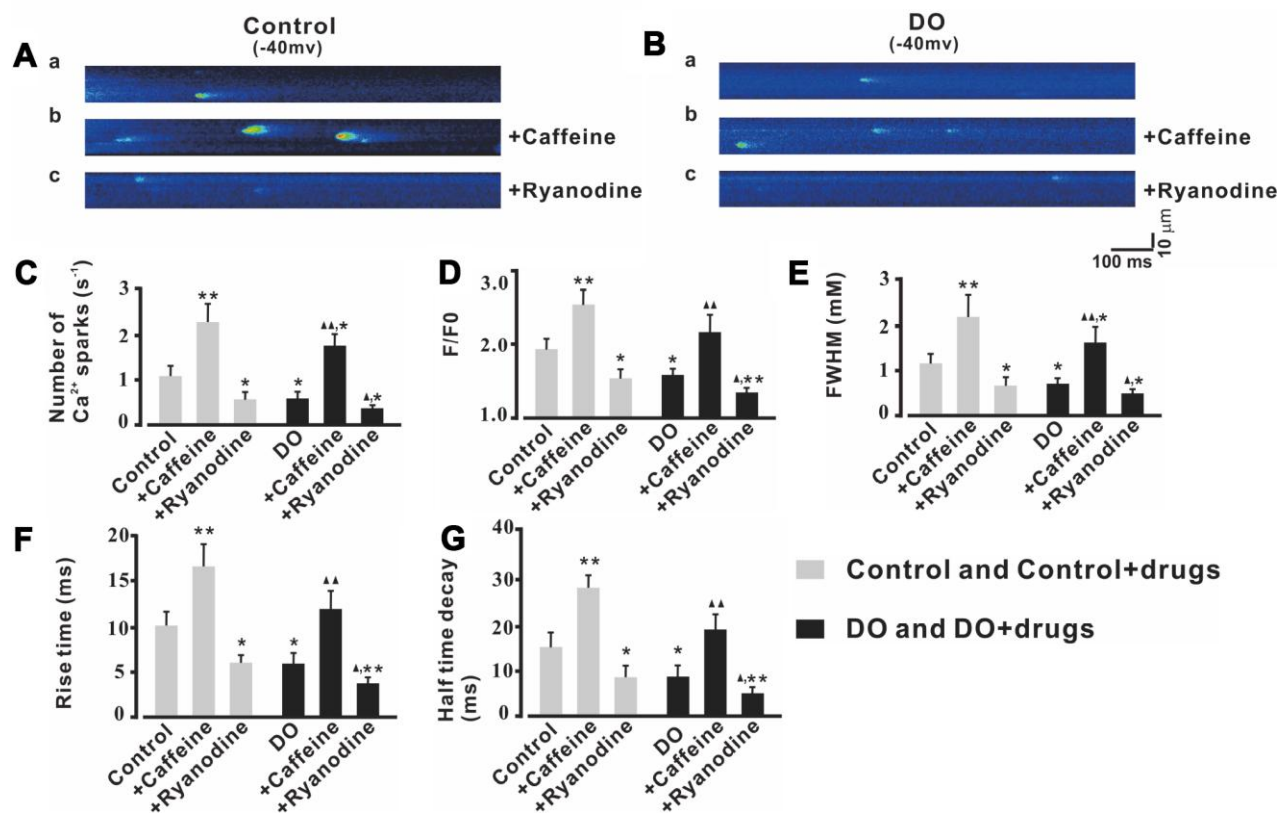 Control
(-40mv)
A
a
b
+Caffeine
c
+Ryanodine
DO
(-40mv)
B
a
b
+Caffeine
c
+Ryanodine
10 μm
100 ms
C
Number of
Ca²⁺ sparks (s⁻¹)
3
2
1
0
**
*
*
▲▲,*
▲,*
Control
+Caffeine
+Ryanodine
DO
+Caffeine
+Ryanodine
D
F/F0
3.0
2.0
1.0
**
*
*
▲▲
▲,**
Control
+Caffeine
+Ryanodine
DO
+Caffeine
+Ryanodine
E
FWHM (mM)
3
2
1
0
**
*
*
▲▲,*
▲,*
Control
+Caffeine
+Ryanodine
DO
+Caffeine
+Ryanodine
F
Rise time (ms)
20
15
10
5
0
**
*
*
▲▲
▲,**
Control
+Caffeine
+Ryanodine
DO
+Caffeine
+Ryanodine
G
Half time decay
(ms)
40
30
20
10
0
**
*
*
▲▲
▲,**
Control
+Caffeine
+Ryanodine
DO
+Caffeine
+Ryanodine
Control and Control+drugs
DO and DO+drugs